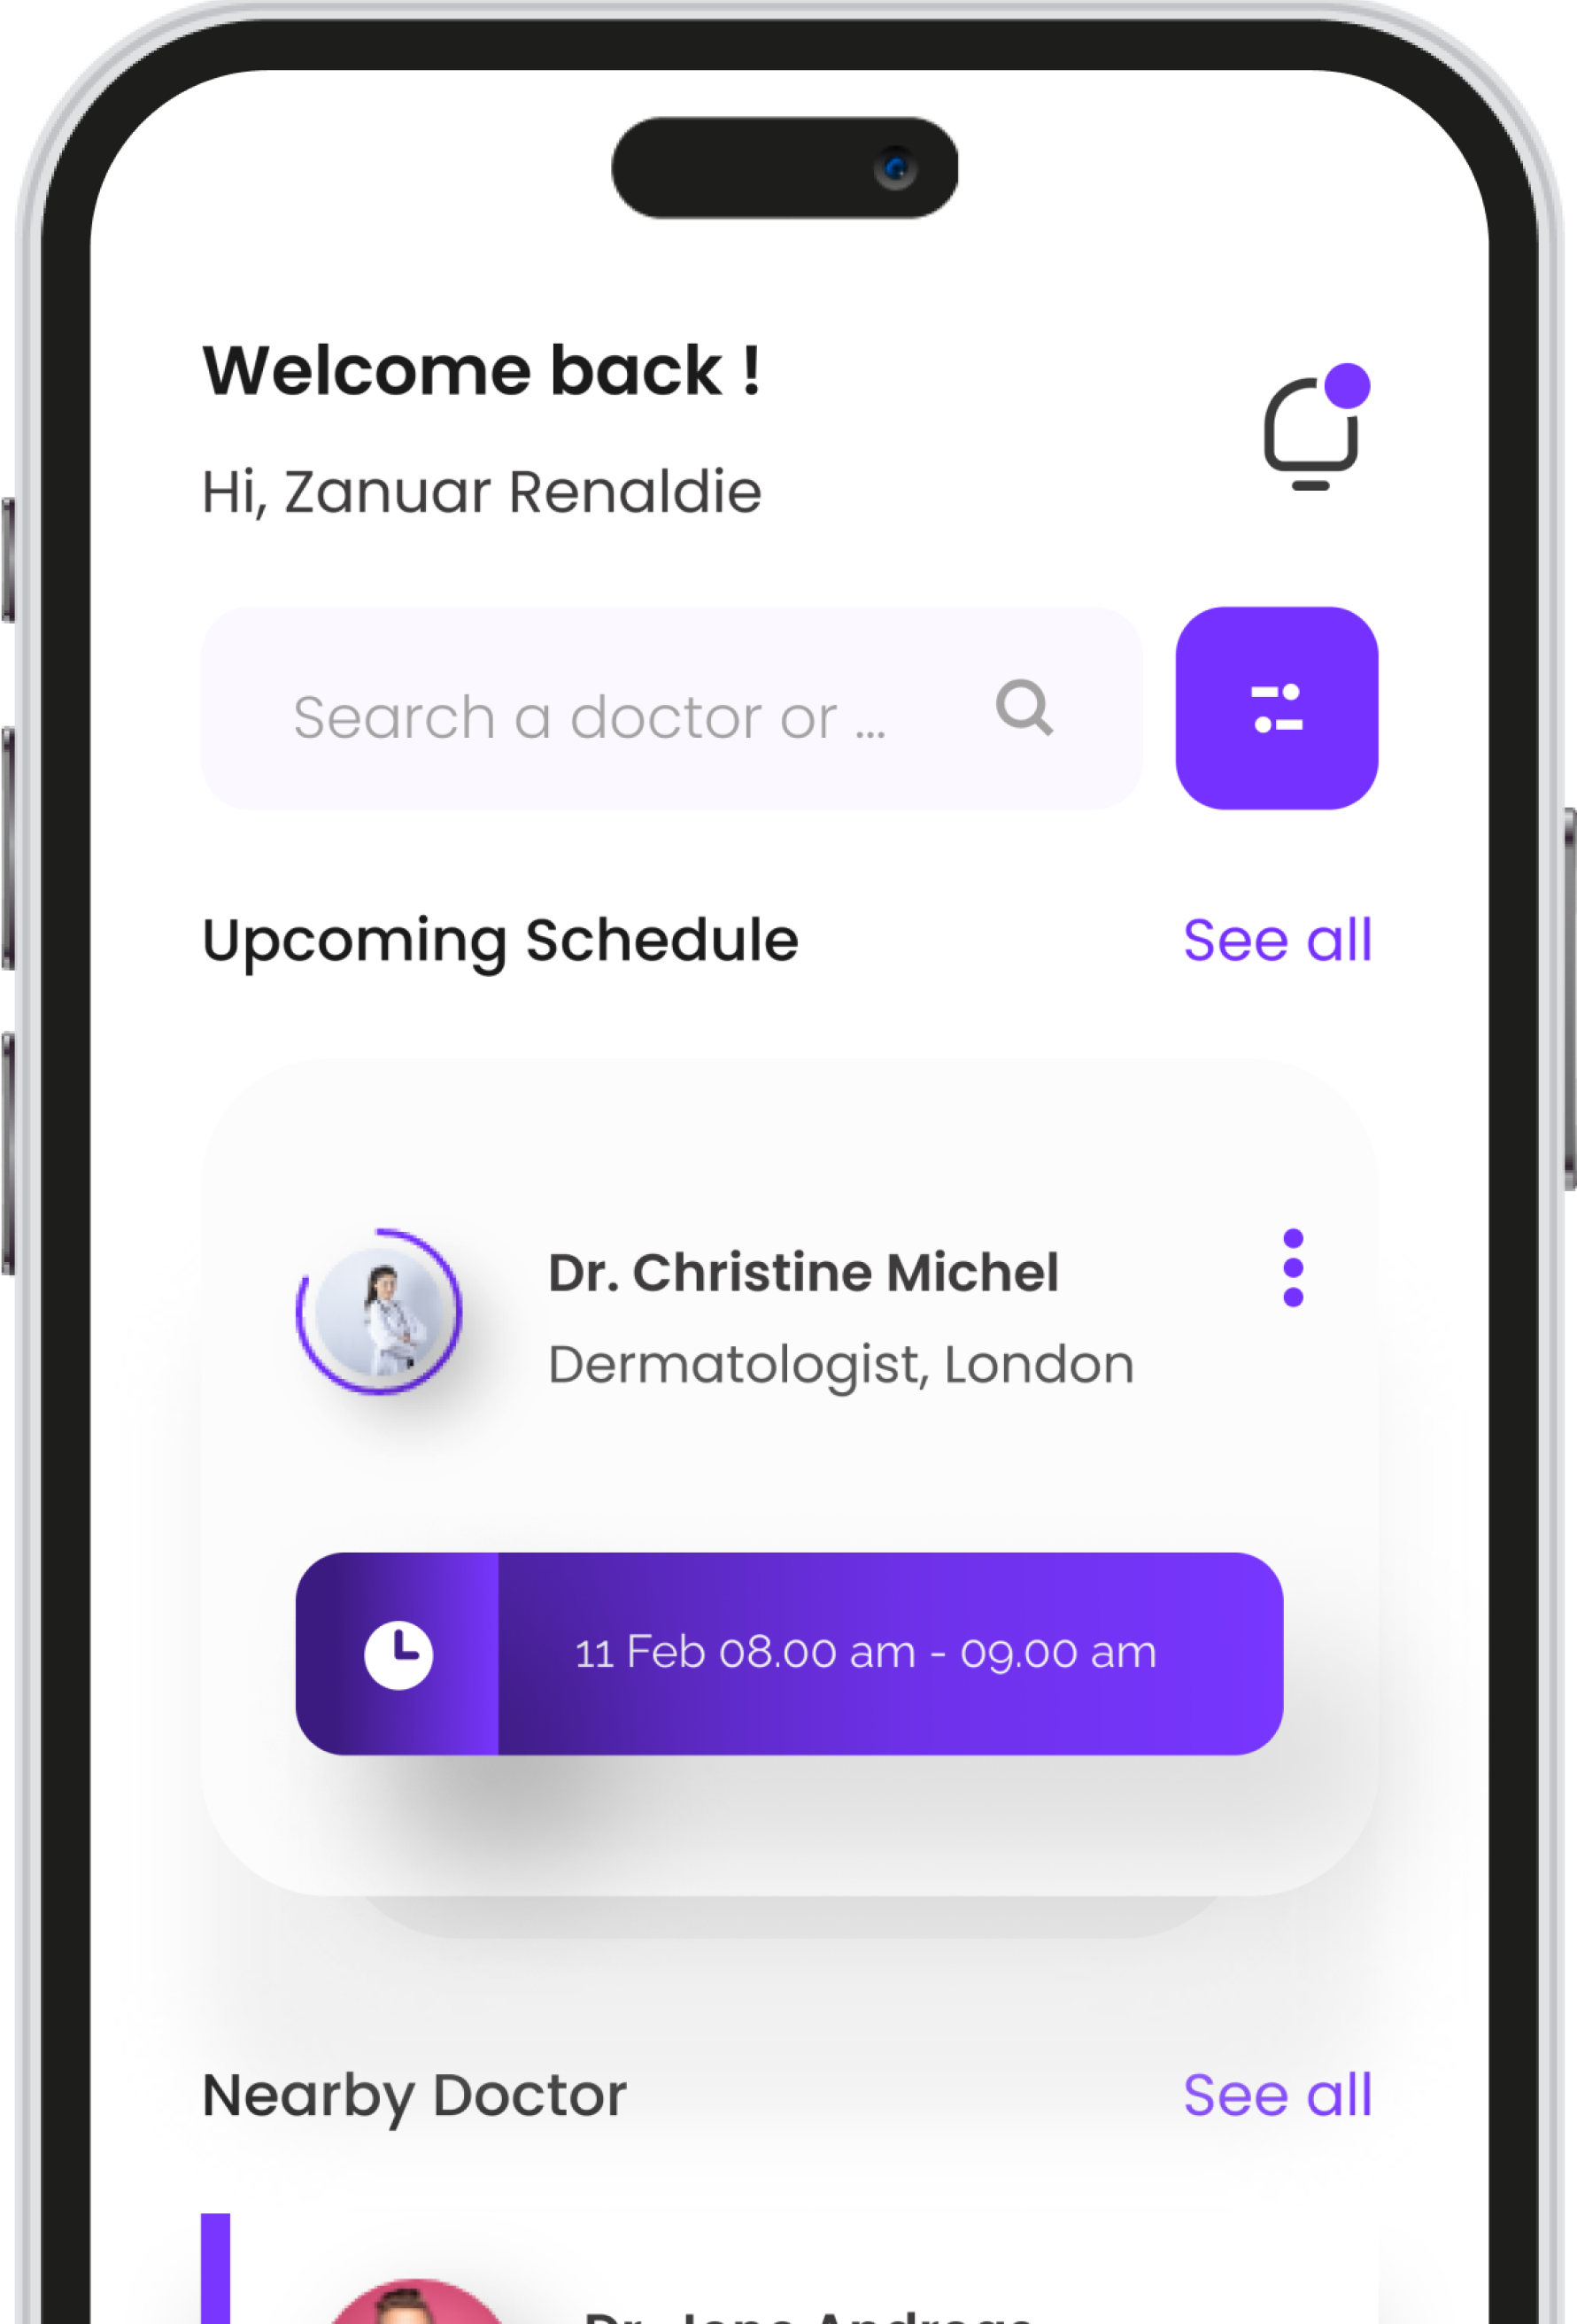 Welcome back !
Hi, Zanuar Renaldie
Search a doctor or ...
Upcoming Schedule
See all
Dr. Christine Michel
Dermatologist, London
11 Feb 08.00 am - 09.00 am
Nearby Doctor
See all
Dr.